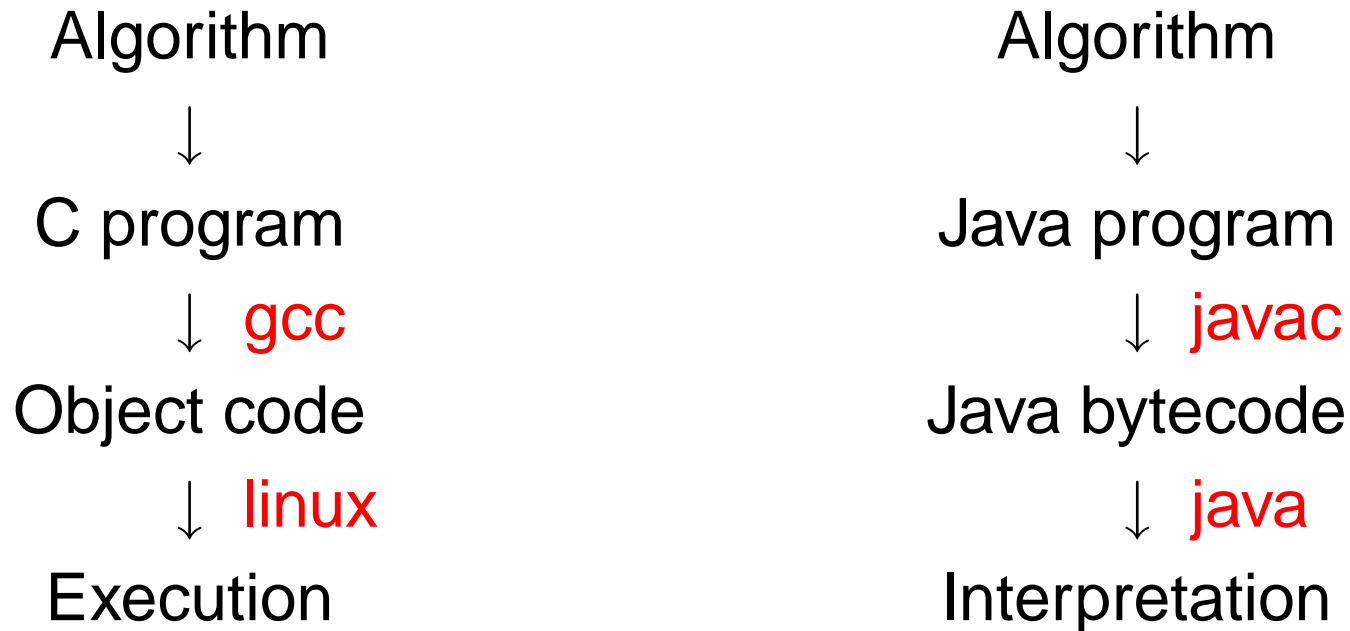 Algorithm
↓
C program
↓ gcc
Object code
↓ linux
Execution
Algorithm
↓
Java program
↓ javac
Java bytecode
↓ java
Interpretation